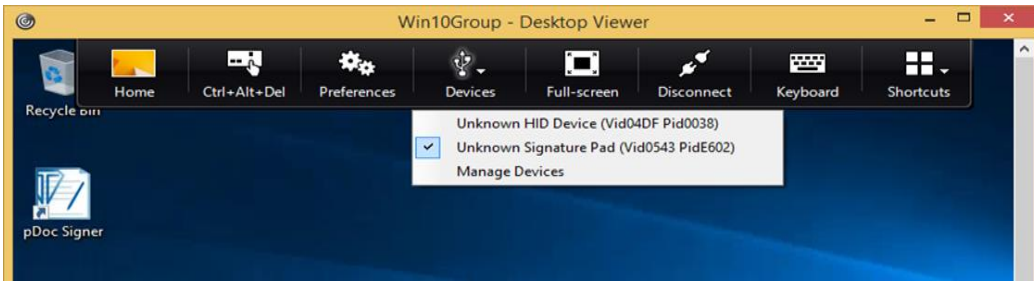 Win10Group - Desktop Viewer
Home Ctrl+Alt+Del Preferences Devices Full-screen Disconnect Keyboard Shortcuts
Recycle Bin
Unknown HID Device (Vid04DF Pid0038)
Unknown Signature Pad (Vid0543 PidE602)
Manage Devices
pDoc Signer